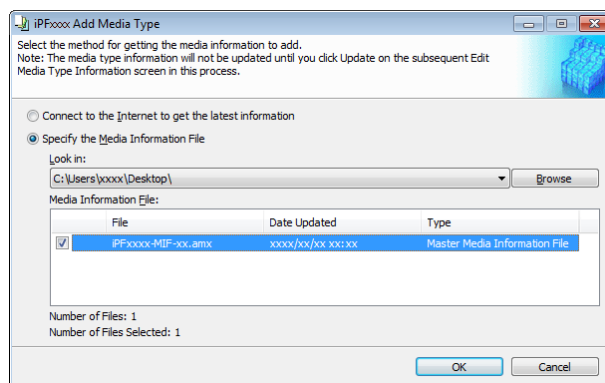 iPFxxxx Add Media Type
Select the method for getting the media information to add.
Note: The media type information will not be updated until you click Update on the subsequent Edit
Media Type Information screen in this process.
Connect to the Internet to get the latest information
Specify the Media Information File
Look in:
C:\Users\xxxx\Desktop\ Browse
Media Information File:
File Date Updated Type
iPFxxxx-MIF-xx.amx xxxx/xx/xx xx:xx Master Media Information File
Number of Files: 1
Number of Files Selected: 1
OK Cancel